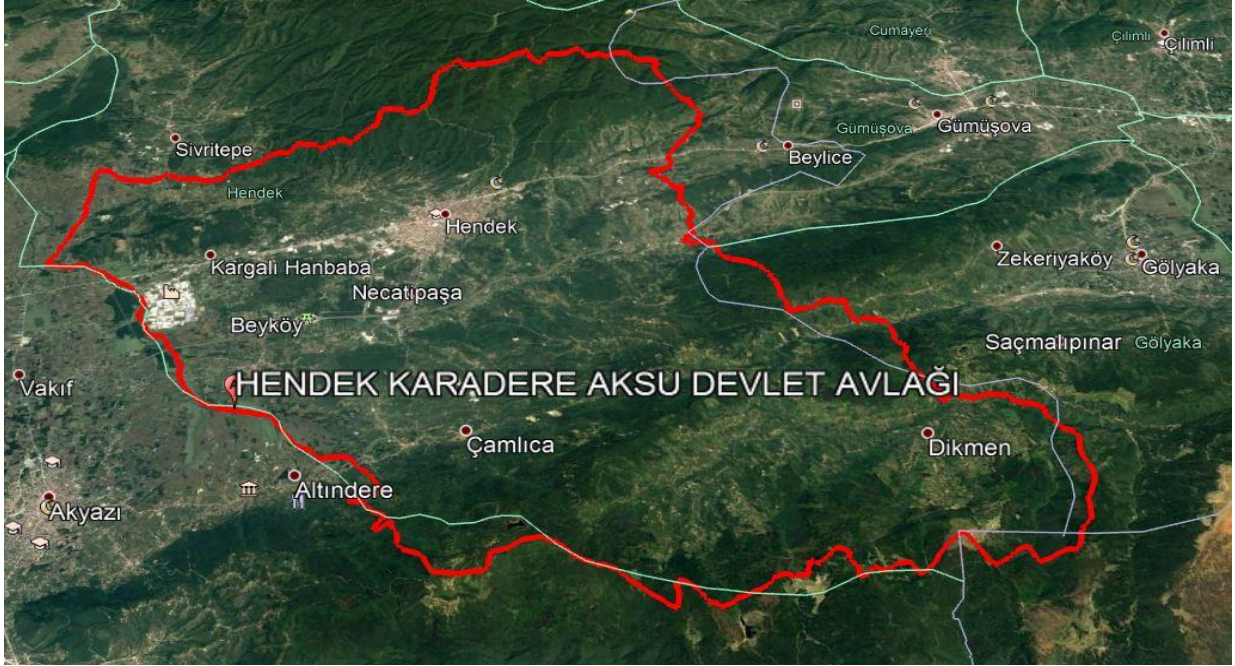 Cumayeri
Çilimli
Çilimli
Gümüşova
Gümüşova
Sivritepe
Beylice
Hendek
Hendek
Kargalı Hanbaba
Zekeriyaköy
Gölyaka
Necatipaşa
Beyköy
Saçmalıpınar
Gölyaka
Vakıf
HENDEK KARADERE AKSU DEVLET AVLAĞI
Çamlıca
Dikmen
Altındere
Akyazı